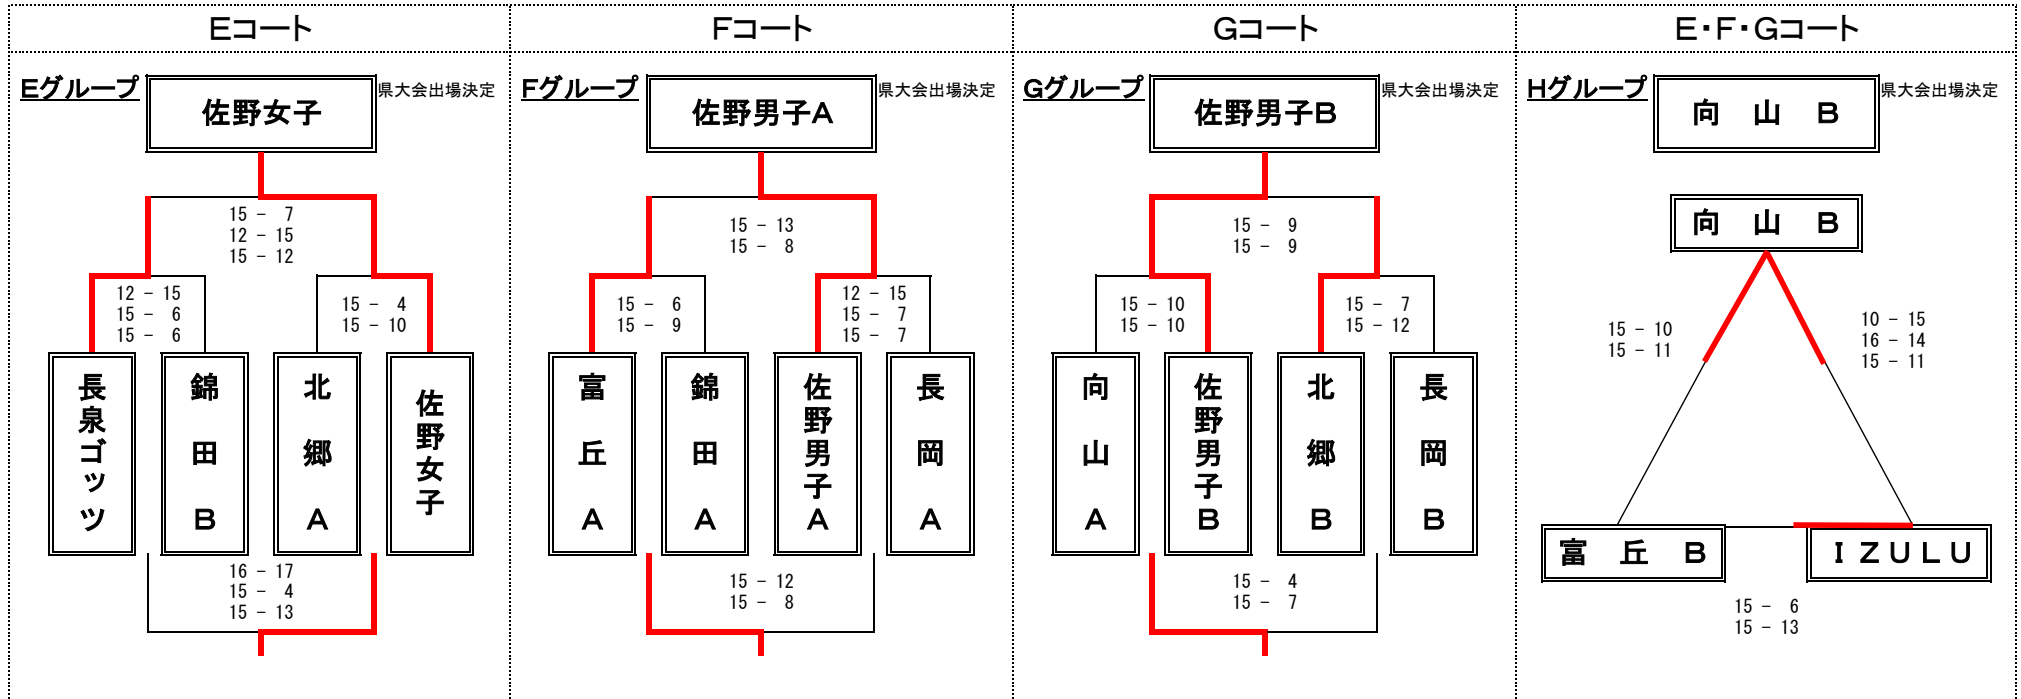 Eコート
Eグループ
佐野女子
県大会出場決定
15 － 7
12 － 15
15 － 12
12 － 15
15 － 6
15 － 6
15 － 4
15 － 10
長泉ゴッツ
錦田B
北郷A
佐野女子
16 － 17
15 － 4
15 － 13
Fコート
Fグループ
佐野男子A
県大会出場決定
15 － 13
15 － 8
15 － 6
15 － 9
12 － 15
15 － 7
15 － 7
富丘A
錦田A
佐野男子A
長岡A
15 － 12
15 － 8
Gコート
Gグループ
佐野男子B
県大会出場決定
15 － 9
15 － 9
15 － 10
15 － 10
15 － 7
15 － 12
向山A
佐野男子B
北郷B
長岡B
15 － 4
15 － 7
E・F・Gコート
Hグループ
向 山 B
県大会出場決定
向 山 B
15 － 10
15 － 11
10 － 15
16 － 14
15 － 11
富 丘 B
IZULU
15 － 6
15 － 13